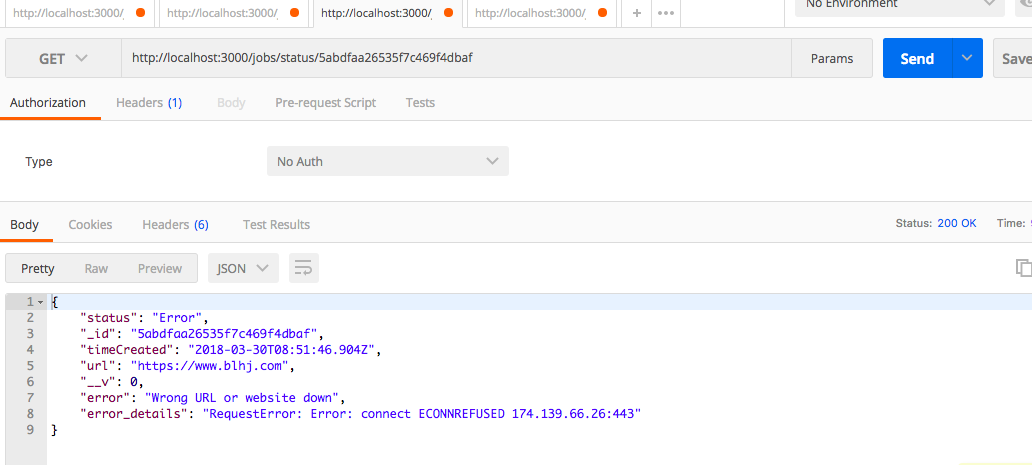 http://localhost:3000/ http://localhost:3000/ http://localhost:3000/ http://localhost:3000/ + ••• No Environment
GET http://localhost:3000/jobs/status/5abdfaa26535f7c469f4dbaf Params Send Save
Authorization Headers (1) Body Pre-request Script Tests
Type No Auth
Body Cookies Headers (6) Test Results Status: 200 OK Time:
Pretty Raw Preview JSON
1 {
2 "status": "Error",
3 "_id": "5abdfaa26535f7c469f4dbaf",
4 "timeCreated": "2018-03-30T08:51:46.904Z",
5 "url": "https://www.blhj.com",
6 "__v": 0,
7 "error": "Wrong URL or website down",
8 "error_details": "RequestError: Error: connect ECONNREFUSED 174.139.66.26:443"
9 }